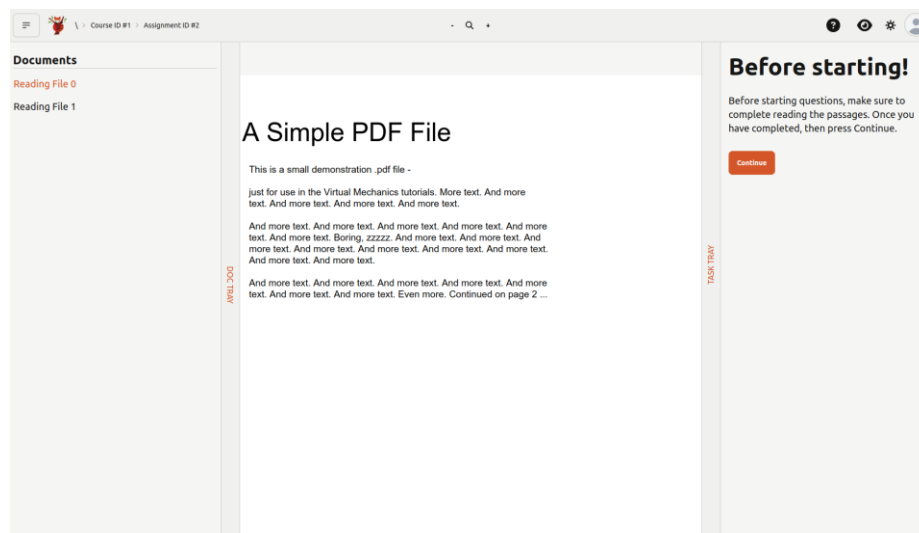 \ > Course ID #1 > Assignment ID #2
- +
Documents
Reading File 0
Reading File 1
DOC TRAY
A Simple PDF File
This is a small demonstration .pdf file -
just for use in the Virtual Mechanics tutorials. More text. And more
text. And more text. And more text. And more text.
And more text. And more text. And more text. And more text. And more
text. And more text. Boring, zzzzz. And more text. And more text. And
more text. And more text. And more text. And more text. And more text.
And more text. And more text.
And more text. And more text. And more text. And more text. And more
text. And more text. And more text. Even more. Continued on page 2 ...
TASK TRAY
Before starting!
Before starting questions, make sure to
complete reading the passages. Once you
have completed, then press Continue.
Continue